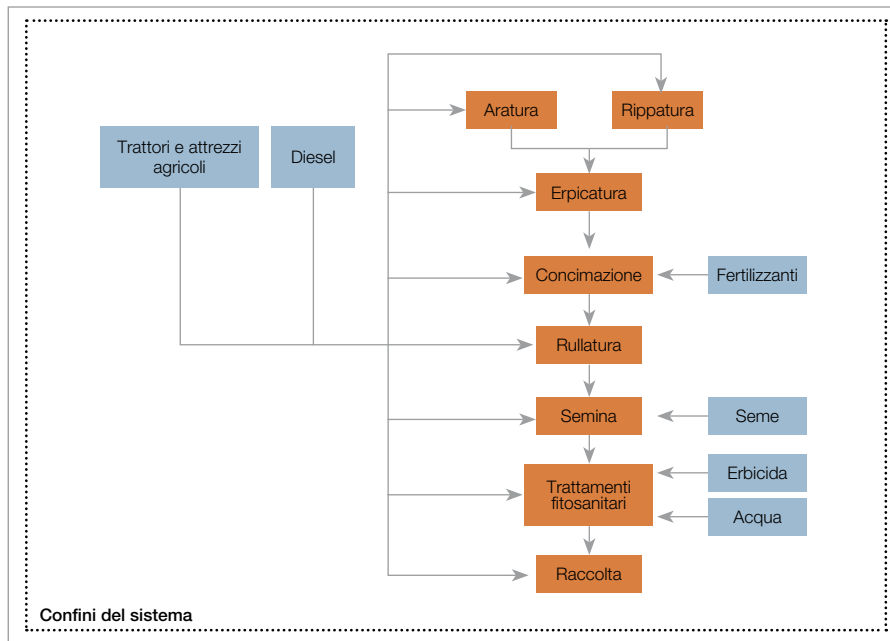 Aratura
Rippatura
Trattori e attrezzi
agricoli
Diesel
Erpicatura
Concimazione
Fertilizzanti
Rullatura
Semina
Seme
Trattamenti
fitosanitari
Erbicida
Acqua
Raccolta
Confini del sistema